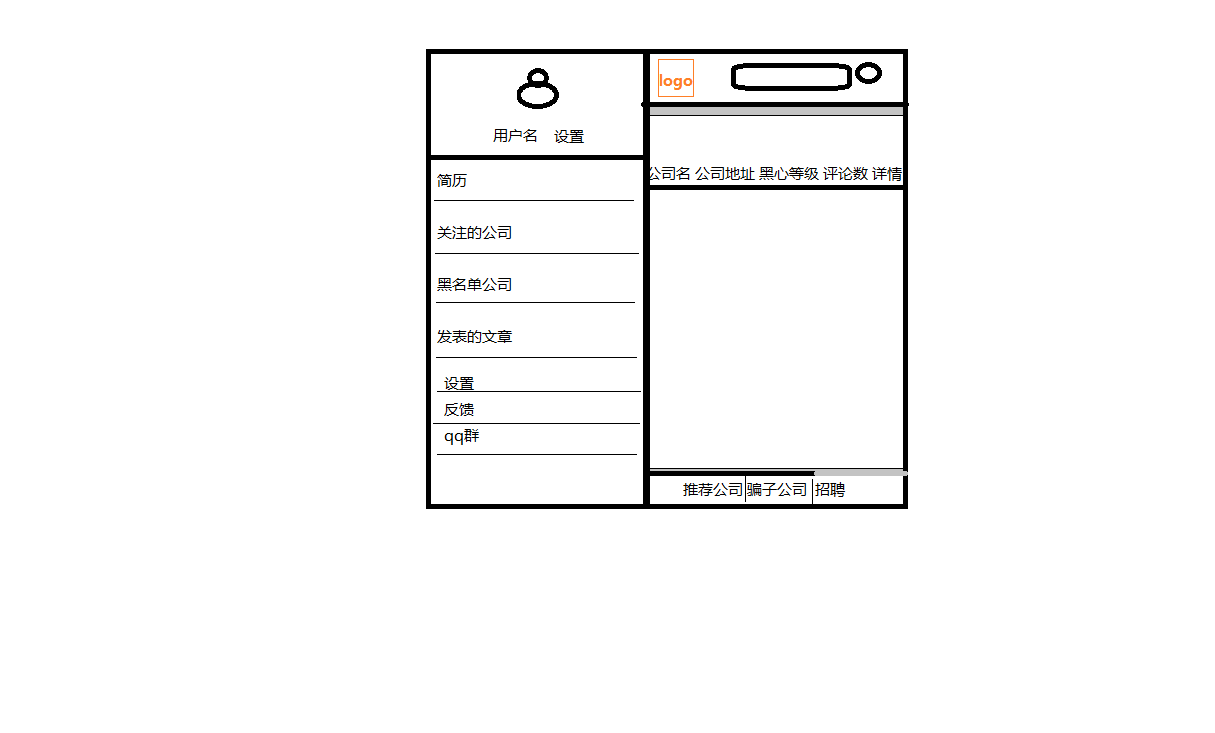 用户名 设置
简历
关注的公司
黑名单公司
发表的文章
设置
反馈
qq群
logo
公司名 公司地址 黑心等级 评论数 详情
推荐公司 骗子公司 招聘